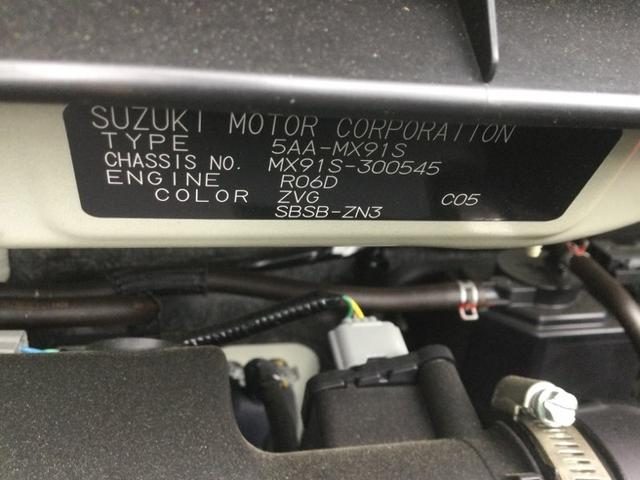 SUZUKI MOTOR CORPORATION
TYPE 5AA-MX91S
CHASSIS NO. MX91S-300545
ENGINE R06D
COLOR ZVG C05
SBSB-ZN3